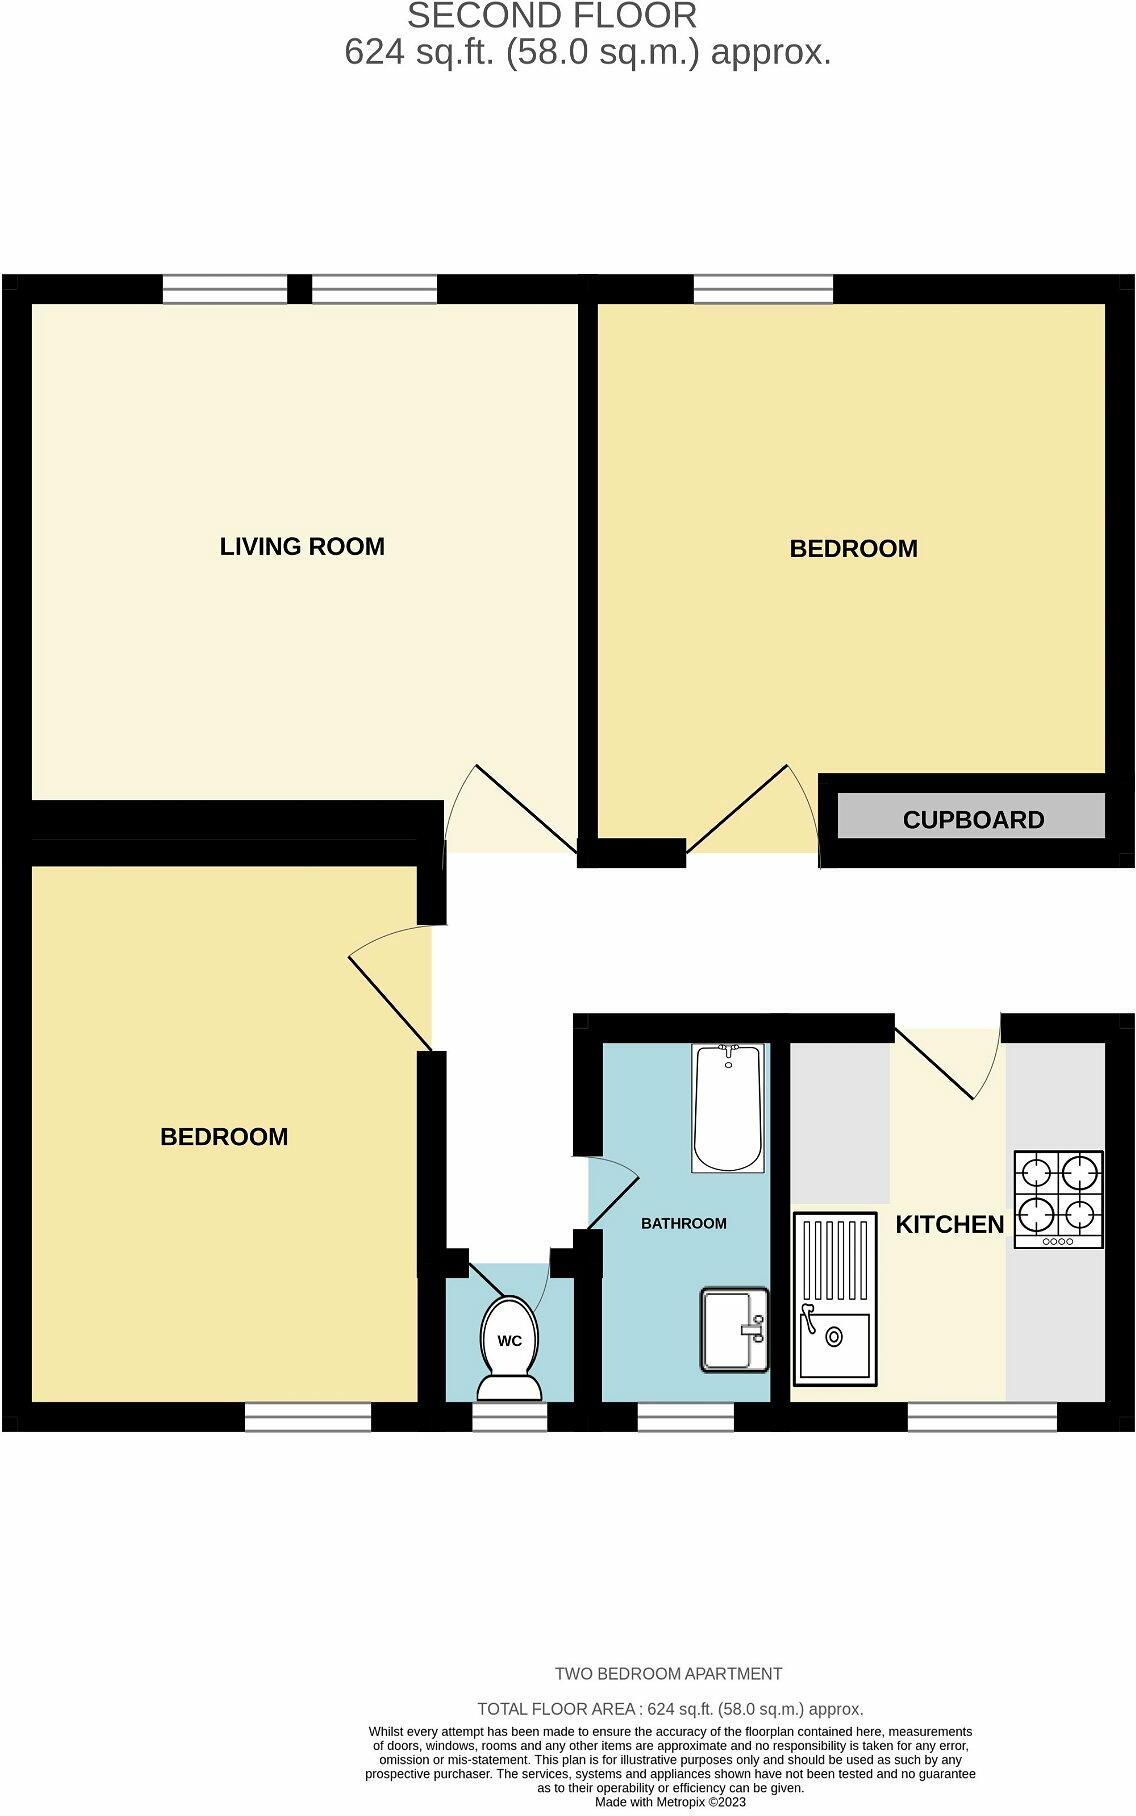 SECOND FLOOR
624 sq.ft. (58.0 sq.m.) approx.
LIVING ROOM
BEDROOM
CUPBOARD
BEDROOM
BATHROOM
KITCHEN
WC
TWO BEDROOM APARTMENT
TOTAL FLOOR AREA : 624 sq.ft. (58.0 sq.m.) approx.
Whilst every attempt has been made to ensure the accuracy of the floorplan contained here, measurements
of doors, windows, rooms and any other items are approximate and no responsibility is taken for any error,
omission or mis-statement. This plan is for illustrative purposes only and should be used as such by any
prospective purchaser. The services, systems and appliances shown have not been tested and no guarantee
as to their operability or efficiency can be given.
Made with Metropix ©2023